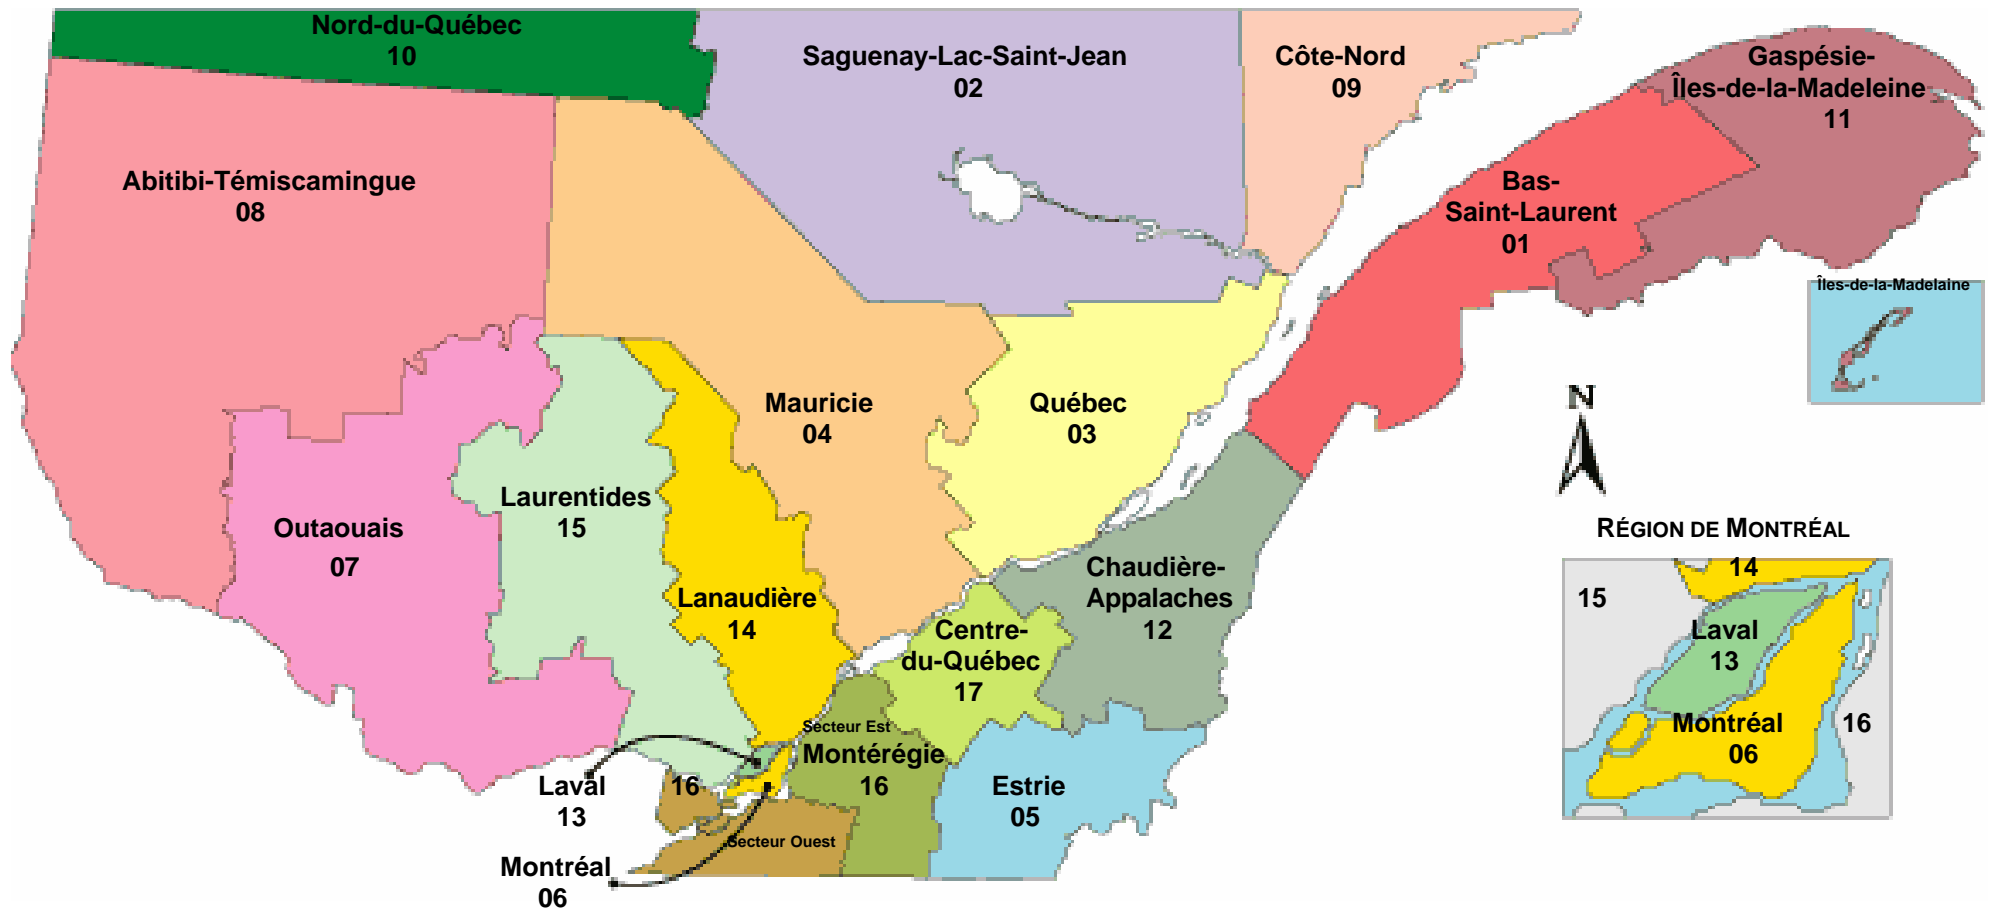 Nord-du-Québec
10
Saguenay-Lac-Saint-Jean
02
Côte-Nord
09
Gaspésie-
Îles-de-la-Madeleine
11
Abitibi-Témiscamingue
08
Bas-
Saint-Laurent
01
Îles-de-la-Madelaine
Mauricie
04
Québec
03
N
Laurentides
15
Outaouais
07
RÉGION DE MONTRÉAL
Lanaudière
14
Chaudière-
Appalaches
12
Centre-
du-Québec
17
14
15
Laval
13
Montréal
06
16
Secteur Est
Montérégie
16
Estrie
05
Laval
13
16
Secteur Ouest
Montréal
06